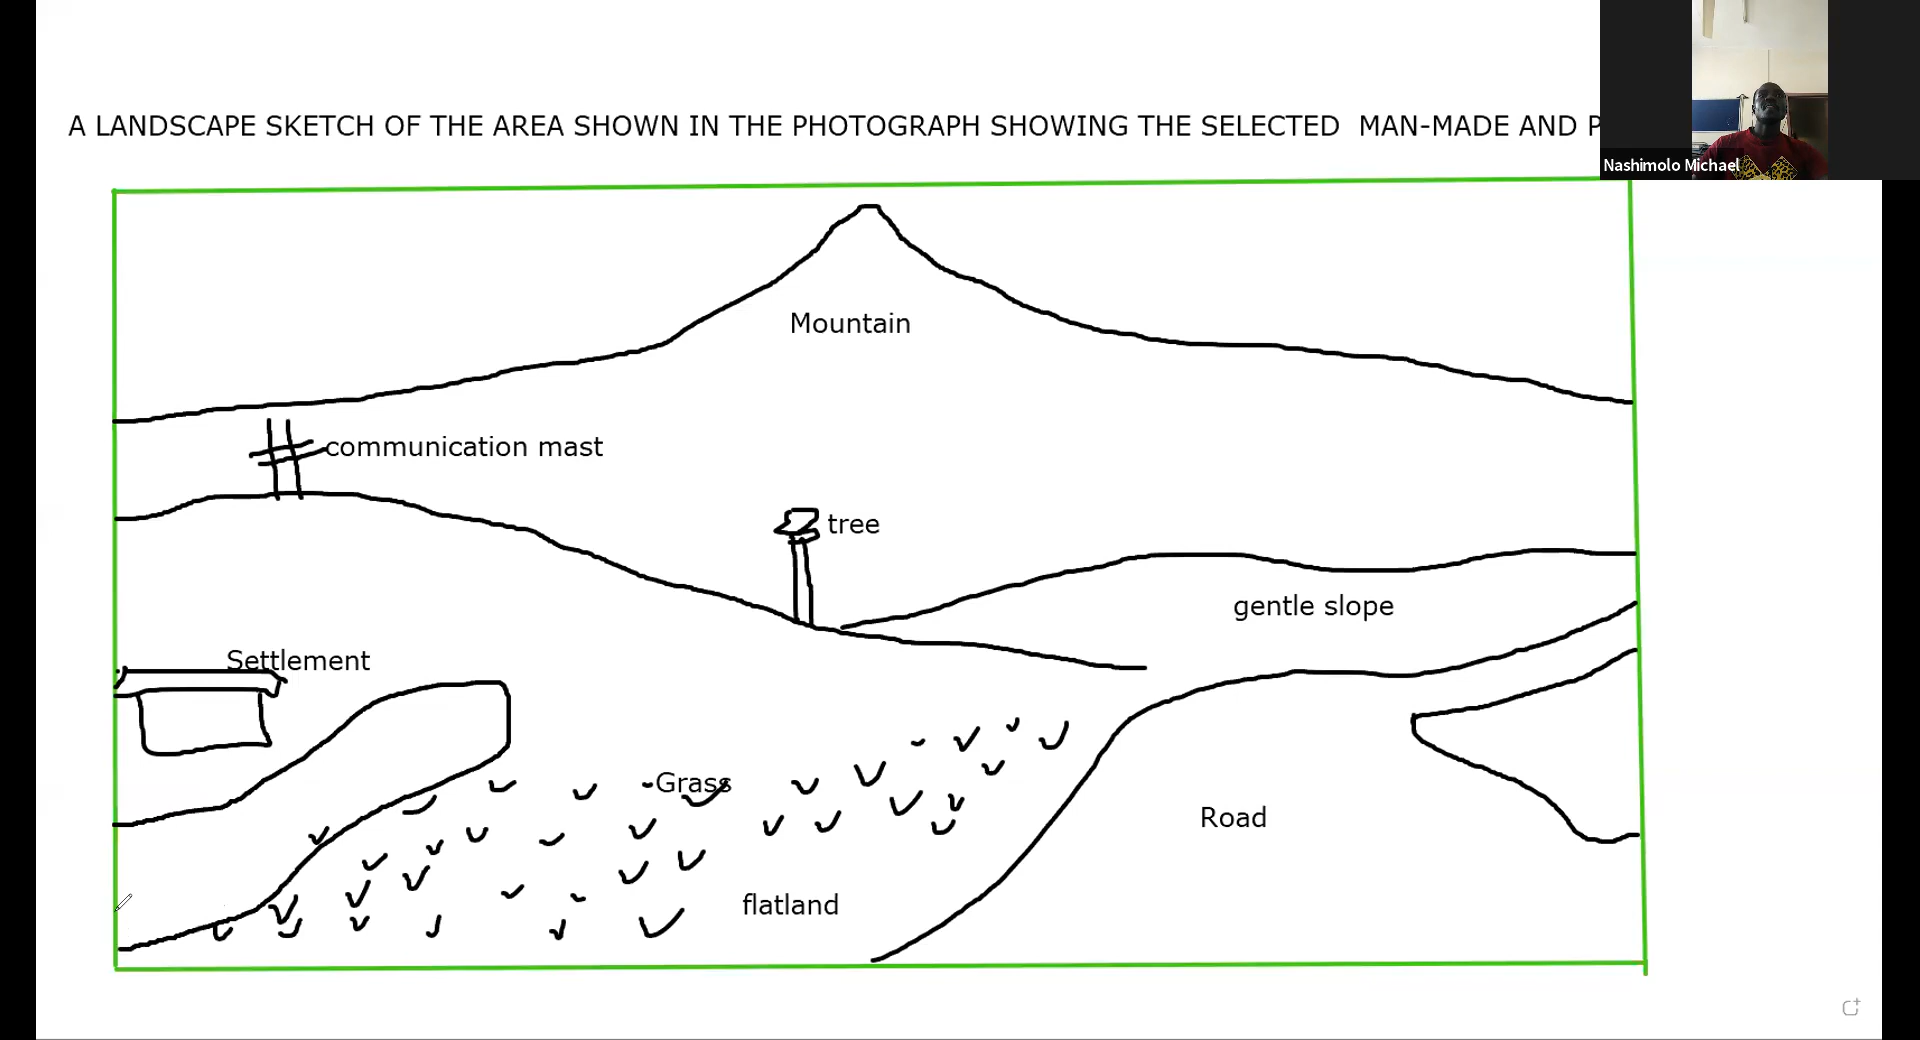 A LANDSCAPE SKETCH OF THE AREA SHOWN IN THE PHOTOGRAPH SHOWING THE SELECTED  MAN-MADE AND P
Nashimolo Michael
Mountain
communication mast
tree
gentle slope
Settlement
Grass
Road
flatland